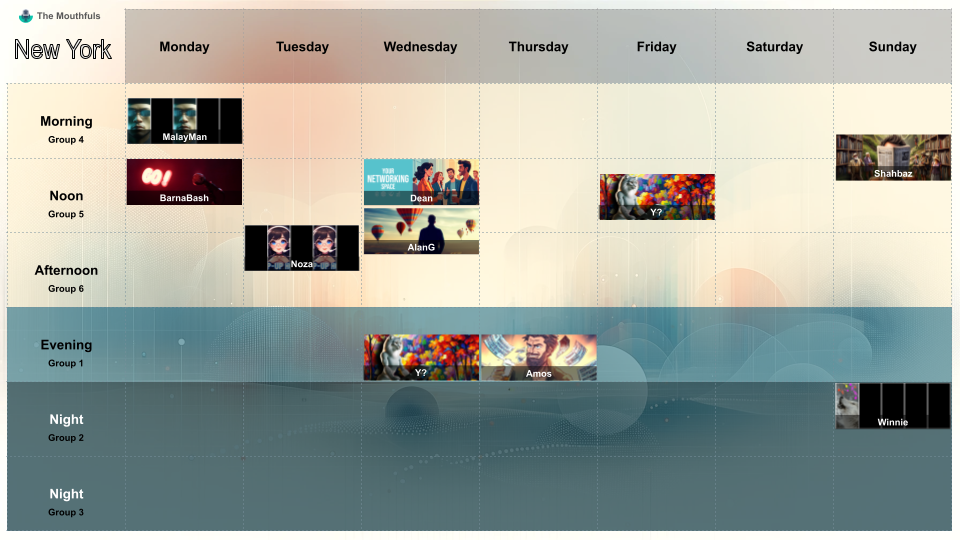 The Mouthfuls
New York
Monday
Tuesday
Wednesday
Thursday
Friday
Saturday
Sunday
Morning
Group 4
MalayMan
Shahbaz
Noon
Group 5
BarnaBash
YOUR
NETWORKING
SPACE
Dean
Y?
AlanG
Afternoon
Group 6
Noza
Evening
Group 1
Y?
Amos
Night
Group 2
Winnie
Night
Group 3